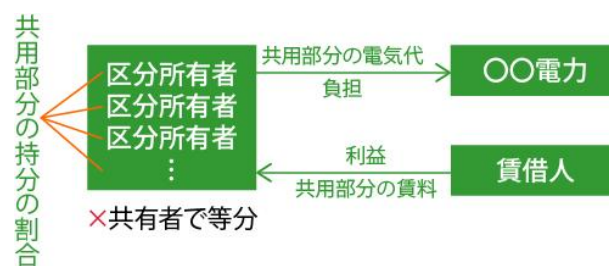 共用部分の持分の割合
区分所有者
区分所有者
区分所有者
⋮
×共有者で等分
共用部分の電気代
負担
〇〇電力
利益
共用部分の賃料
賃借人